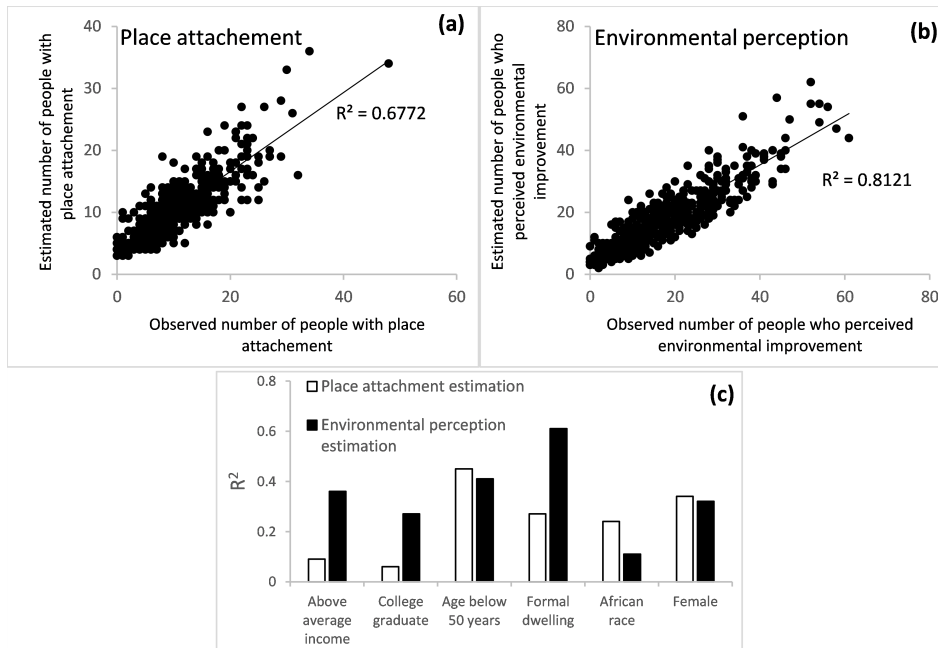 (a)
Place attachement
Estimated number of people with
place attachement
40
30
20
10
0
R² = 0.6772
0
20
40
60
Observed number of people with place
attachement
(b)
Environmental perception
Estimated number of people who
perceived environmental
improvement
80
60
40
20
0
R² = 0.8121
0
20
40
60
80
Observed number of people who perceived
environmental improvement
(c)
Place attachment estimation
Environmental perception
estimation
R²
0.8
0.6
0.4
0.2
0
Above
average
income
College
graduate
Age below
50 years
Formal
dwelling
African
race
Female